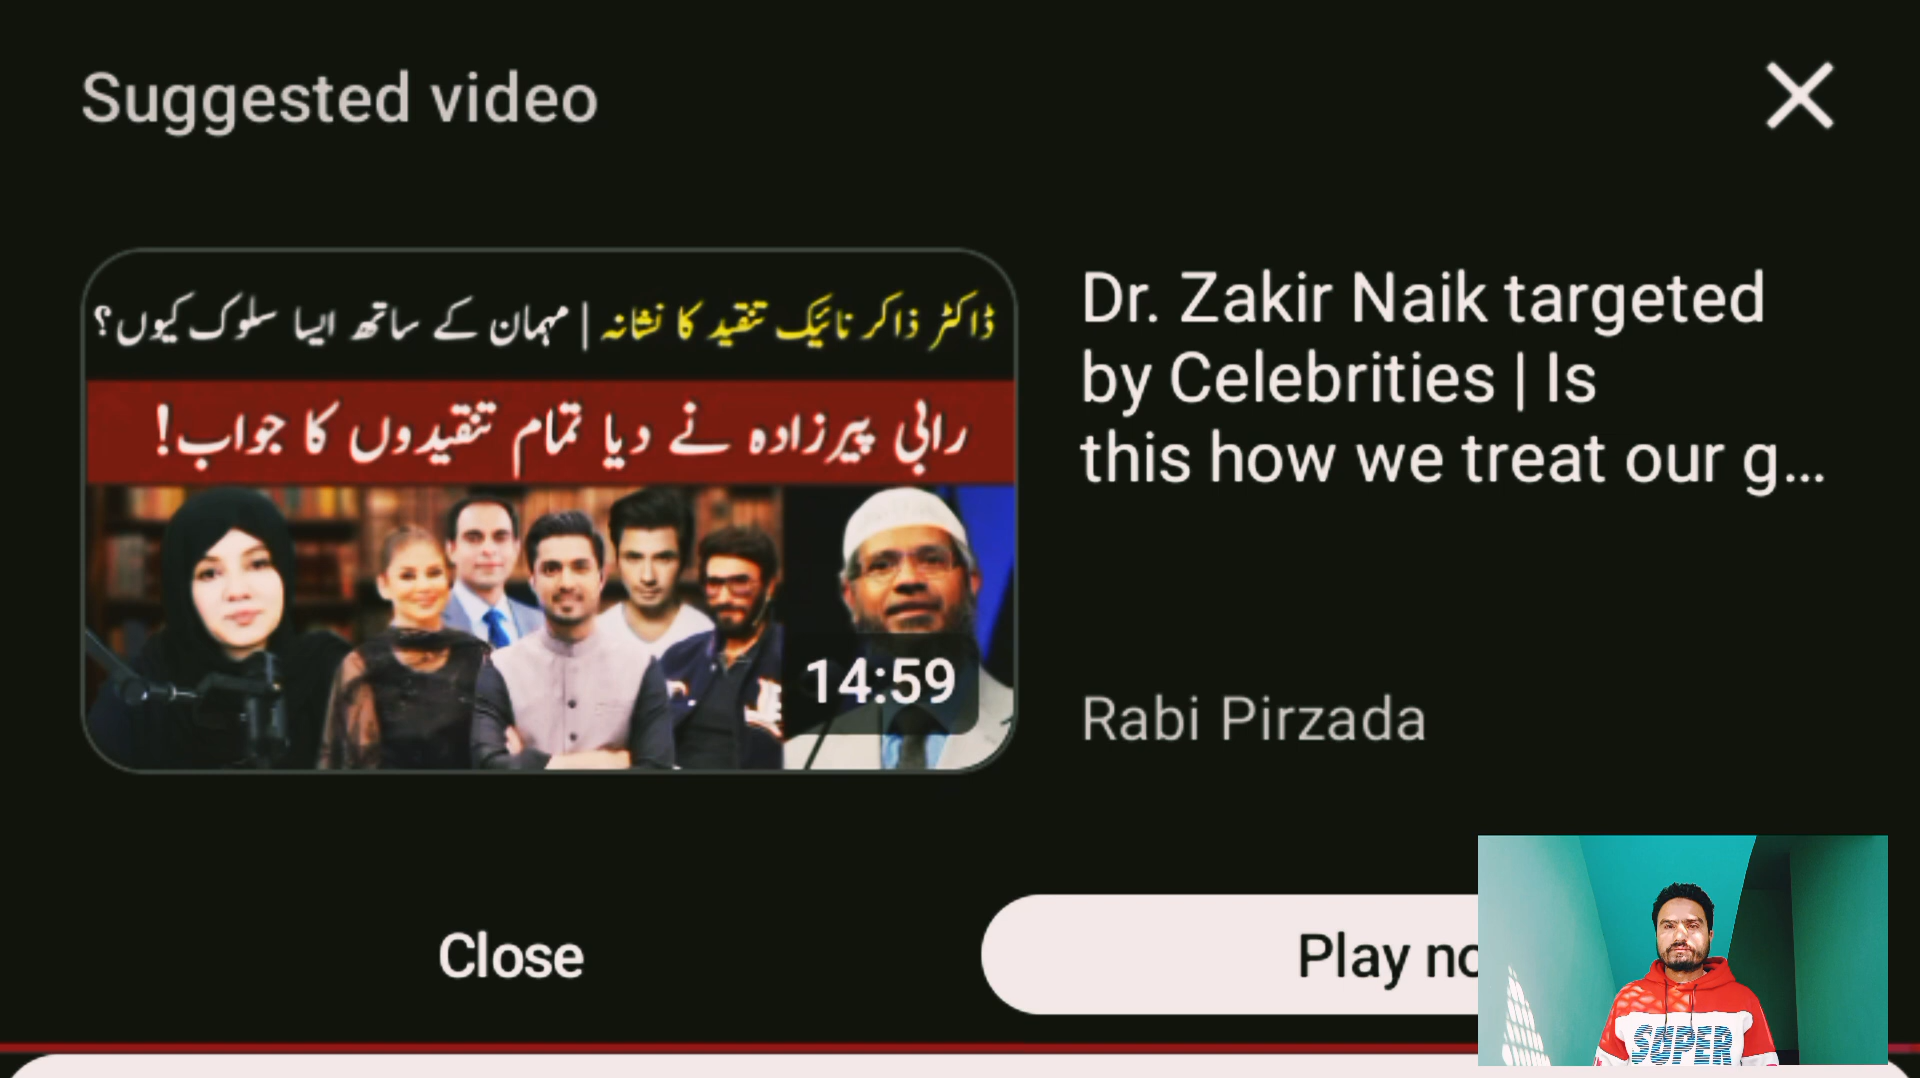 Suggested video
ڈاکٹر ذاکر نائیک تنقید کا نشانہ | مہمان کے ساتھ ایسا سلوک کیوں؟
رابی پیرزادہ نے دیا تمام تنقیدوں کا جواب!
14:59
Dr. Zakir Naik targeted
by Celebrities | Is
this how we treat our g...
Rabi Pirzada
Close
Play no
SUPER